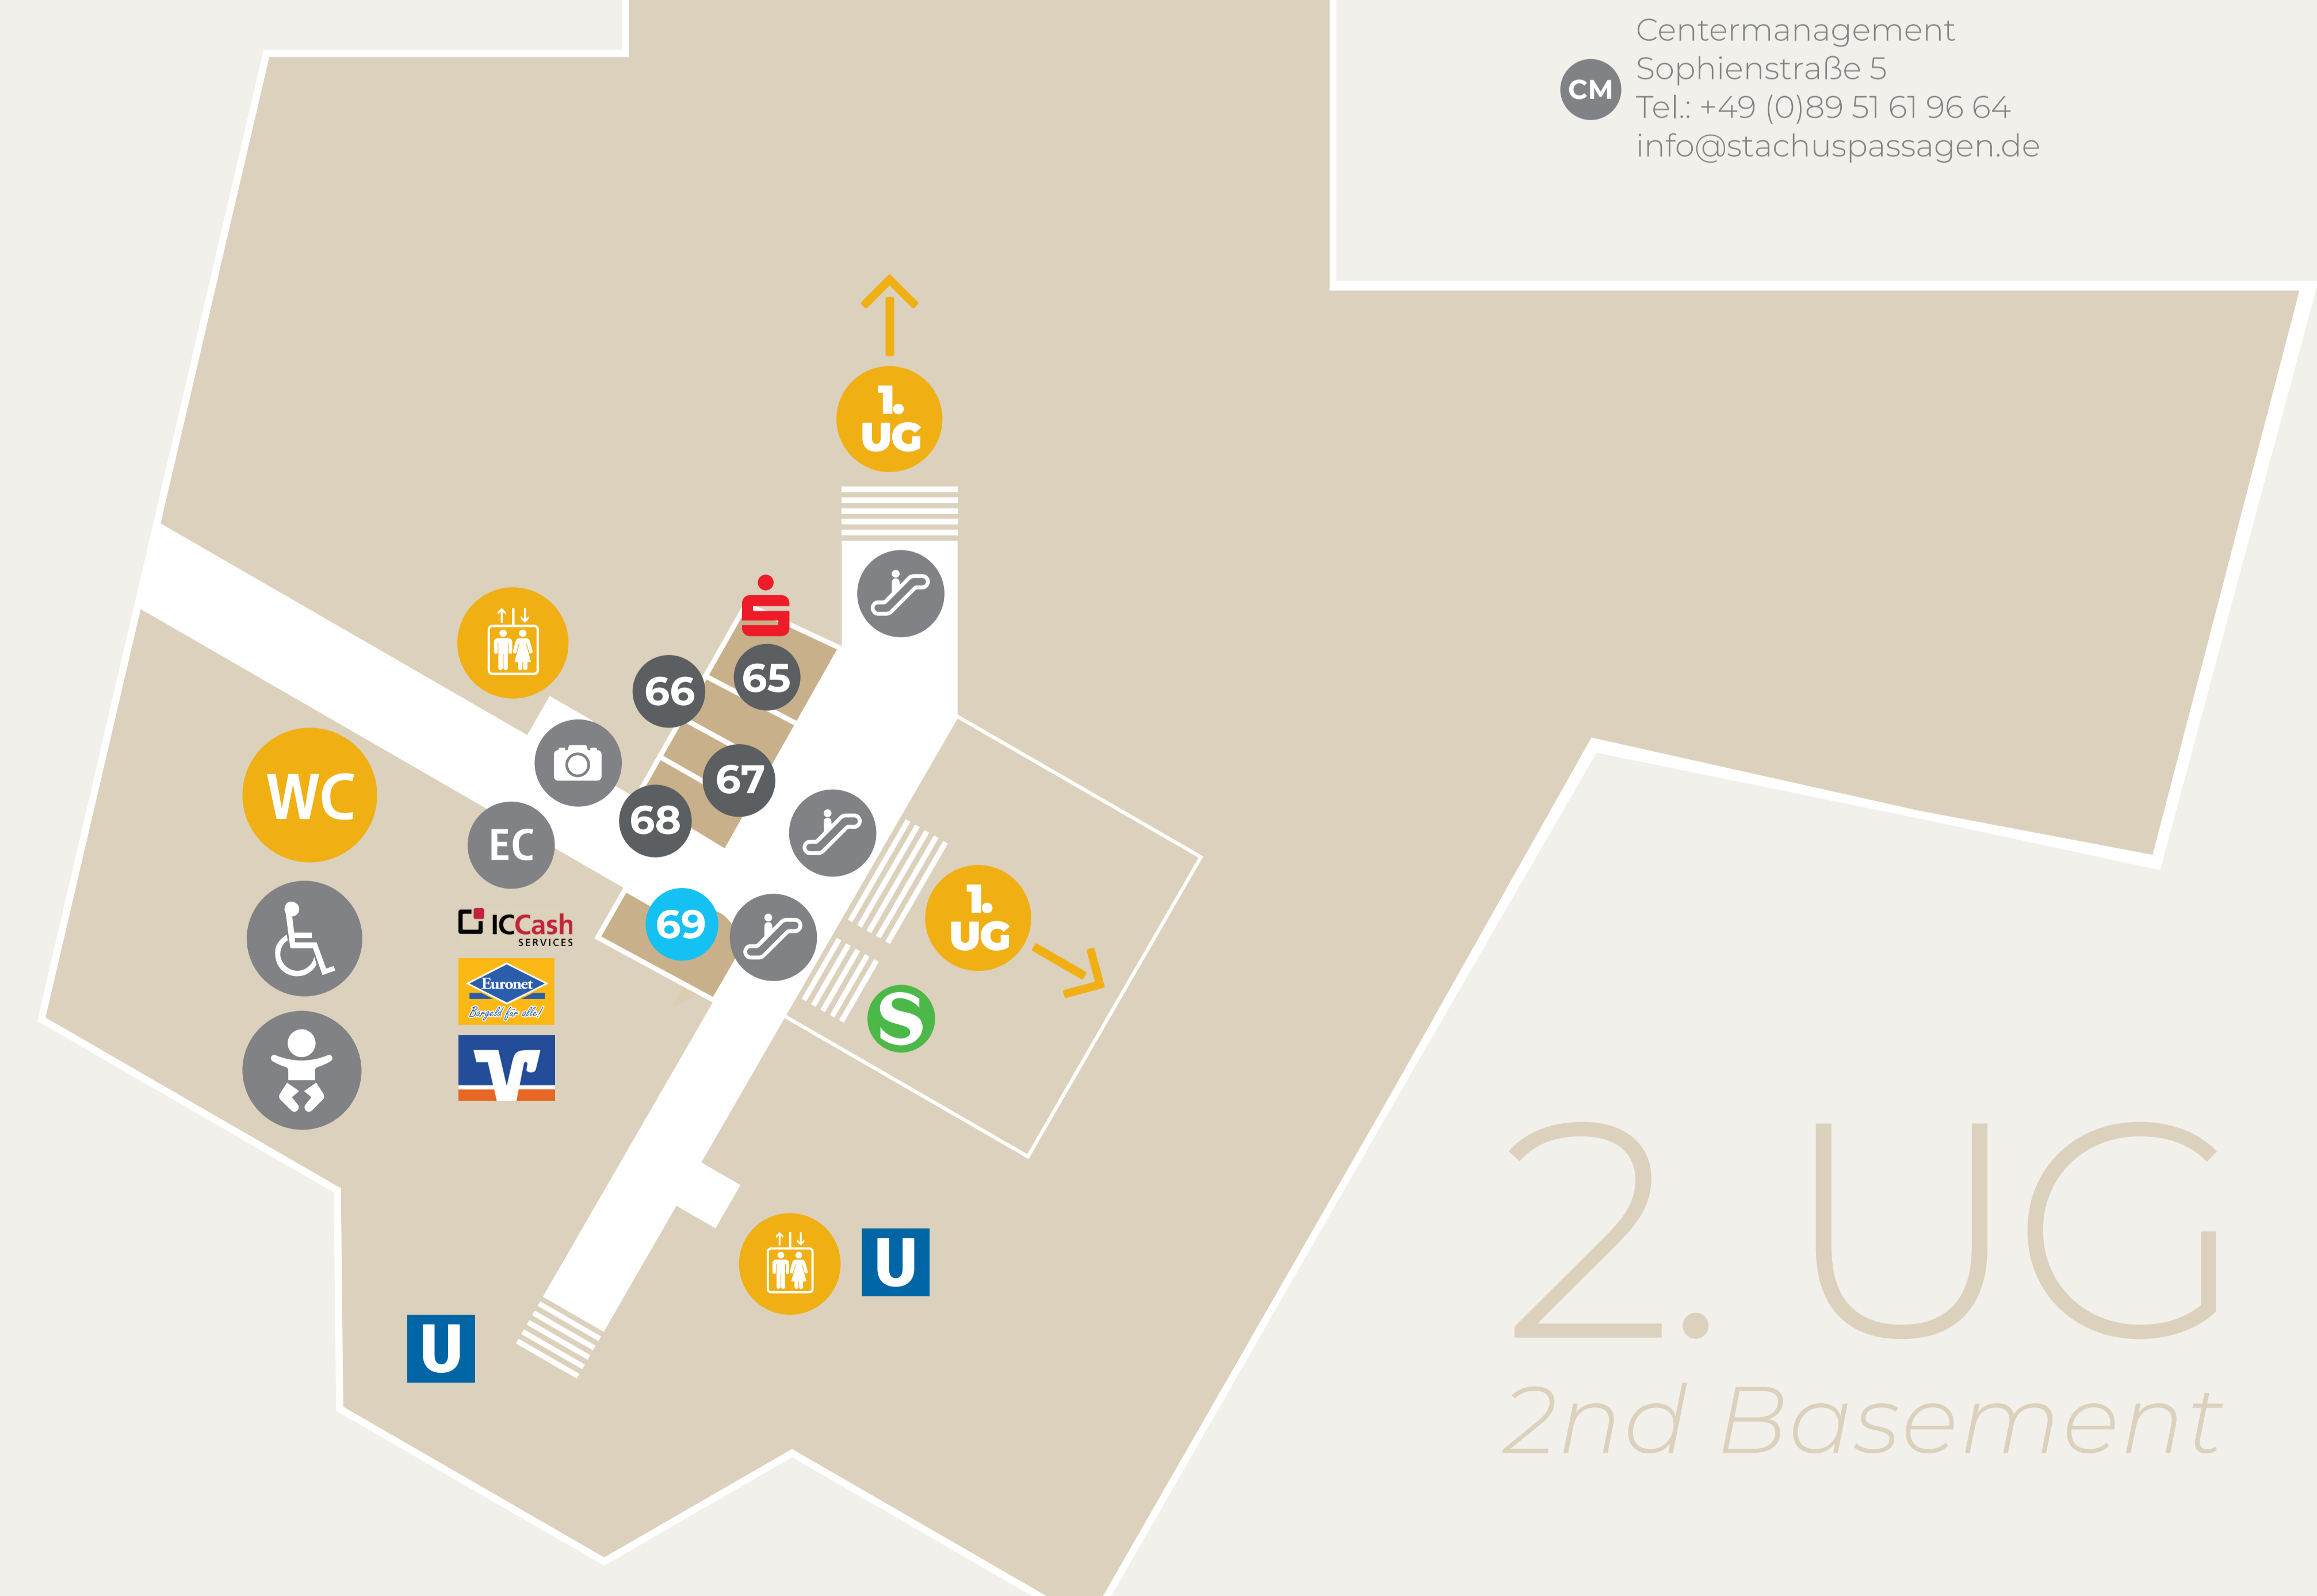 Centermanagement
Sophienstraße 5
CM
Tel.: +49 (0)89 51 61 96 64
info@stachuspassagen.de
1.
UG
66
65
67
68
WC
EC
69
1.
UG
ICCash
SERVICES
Euronet
Bargeld für alle!
S
U
U
2. UG
2nd Basement